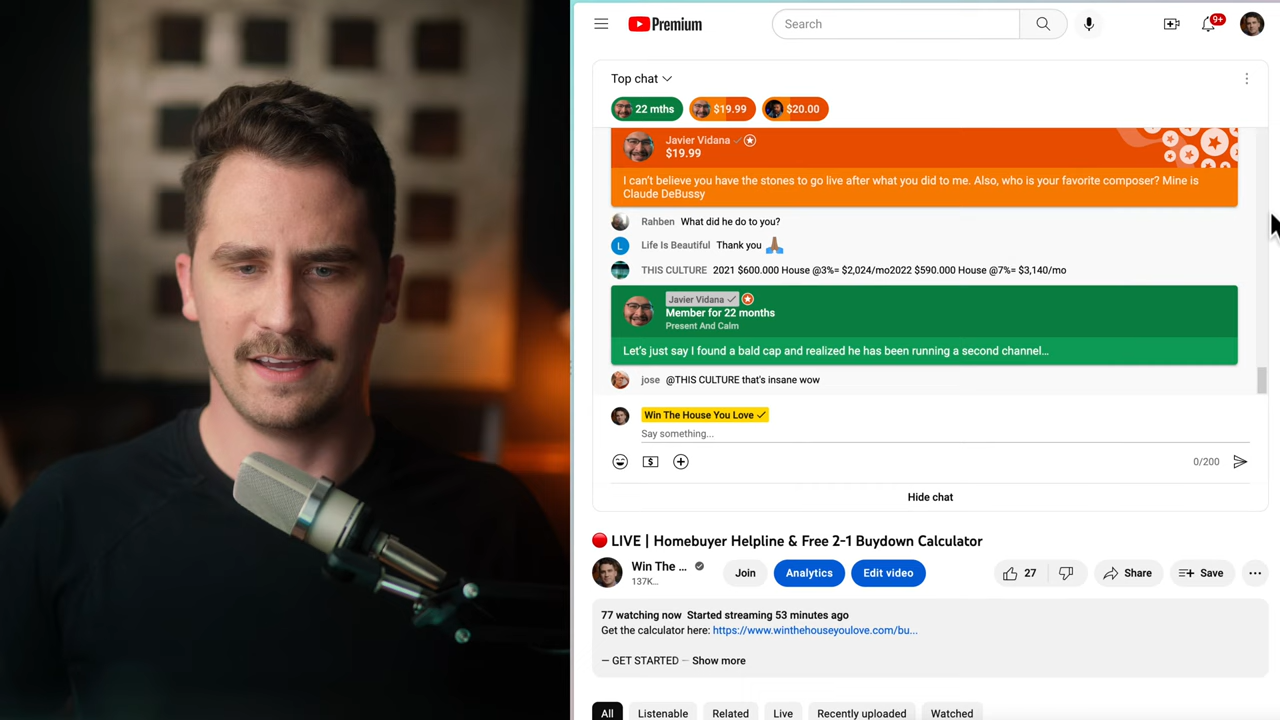 Premium
Search
9+
Top chat
22 mths
$19.99
$20.00
Javier Vidana
$19.99
I can't believe you have the stones to go live after what you did to me. Also, who is your favorite composer? Mine is
Claude DeBussy
Rahben What did he do to you?
L
Life Is Beautiful Thank you
THIS CULTURE 2021 $600.000 House @3%= $2,024/mo2022 $590.000 House @7%= $3,140/mo
Javier Vidana
Member for 22 months
Present And Calm
Let's just say I found a bald cap and realized he has been running a second channel...
jose @THIS CULTURE that's insane wow
Win The House You Love
Say something...
0/200
Hide chat
LIVE | Homebuyer Helpline & Free 2-1 Buydown Calculator
Win The ...
137K...
Join
Analytics
Edit video
27
Share
Save
77 watching now Started streaming 53 minutes ago
Get the calculator here: https://www.winthehouseyoulove.com/bu...
— GET STARTED — Show more
All
Listenable
Related
Live
Recently uploaded
Watched